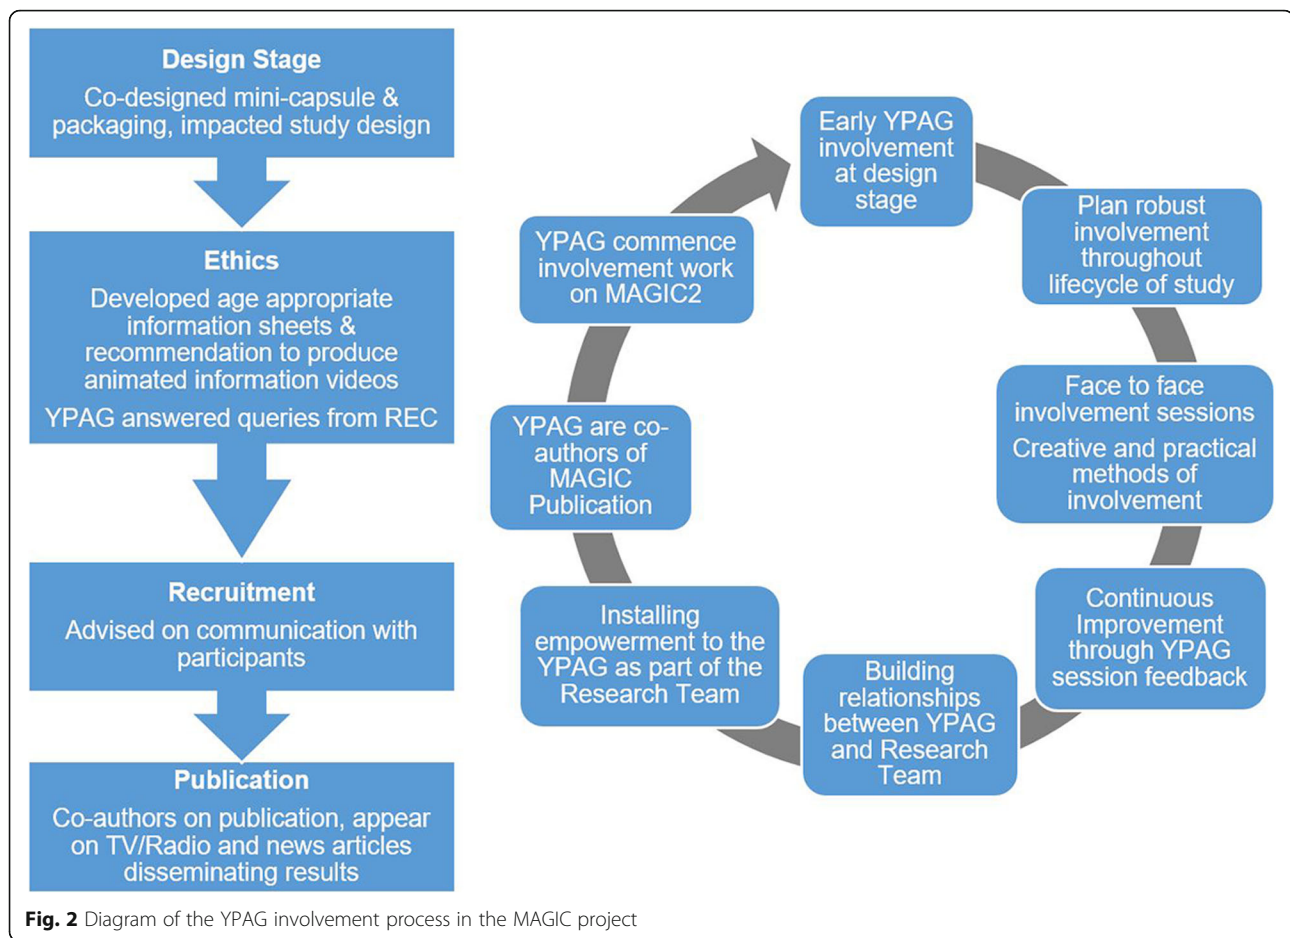 Design Stage
Co-designed mini-capsule &
packaging, impacted study design
Ethics
Developed age appropriate
information sheets &
recommendation to produce
animated information videos
YPAG answered queries from REC
Recruitment
Advised on communication with
participants
Publication
Co-authors on publication, appear
on TV/Radio and news articles
disseminating results
Early YPAG
involvement
at design
stage
Plan robust
involvement
throughout
lifecycle of study
Face to face
involvement sessions
Creative and practical
methods of
involvement
Continuous
Improvement
through YPAG
session feedback
Building
relationships
between YPAG
and Research
Team
Installing
empowerment to the
YPAG as part of the
Research Team
YPAG are co-
authors of
MAGIC
Publication
YPAG commence
involvement work
on MAGIC2
Fig. 2 Diagram of the YPAG involvement process in the MAGIC project